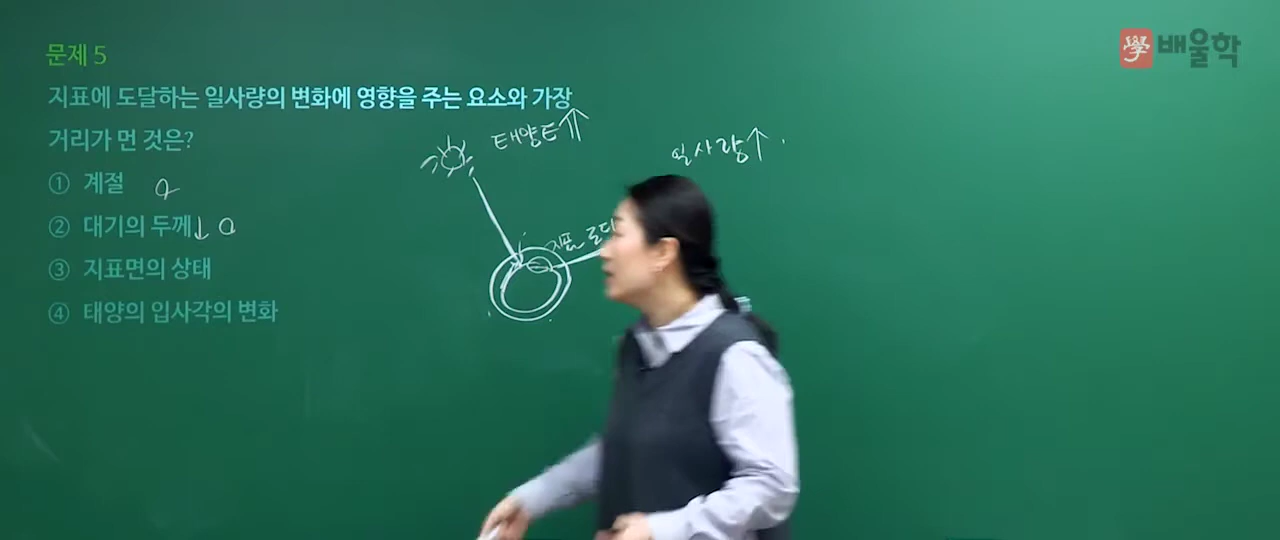 문제 5
지표에 도달하는 일사량의 변화에 영향을 주는 요소와 가장
거리가 먼 것은?
① 계절
② 대기의 두께↓
③ 지표면의 상태
④ 태양의 입사각의 변화
태양E⇑
일사량↑
지표
學 배울학